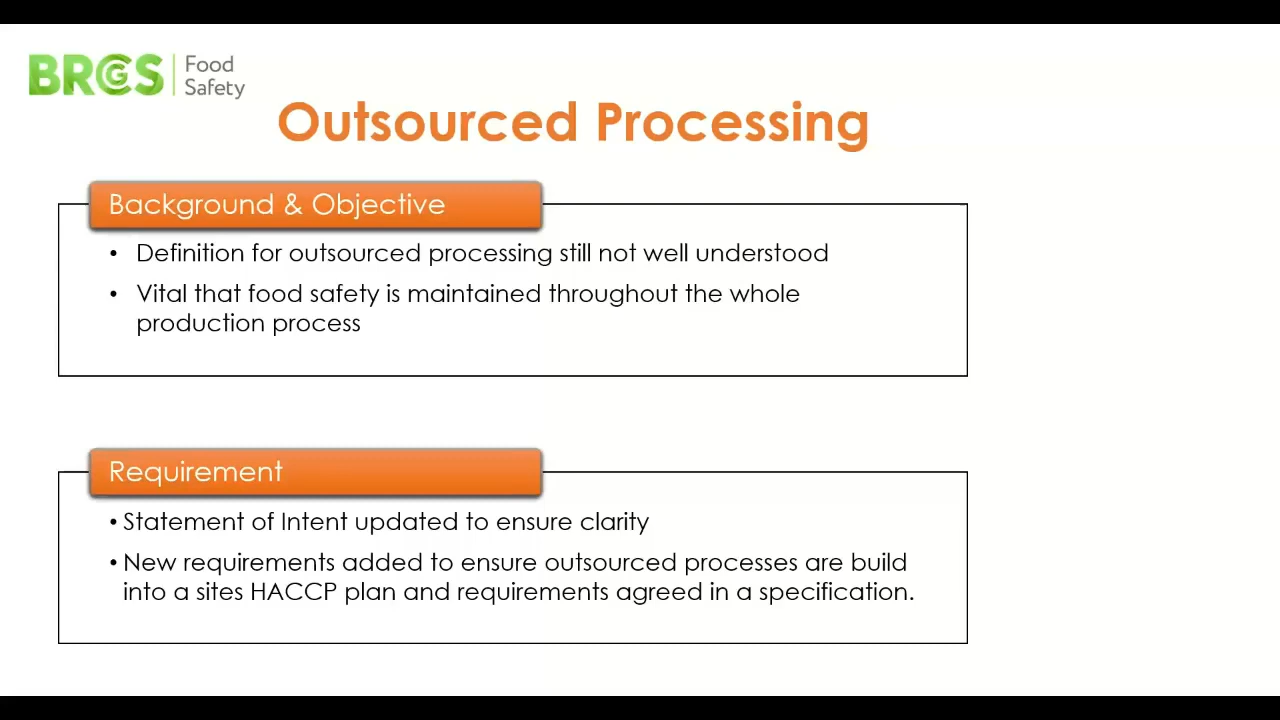 BRCGS Food
Safety
Outsourced Processing
Background & Objective
• Definition for outsourced processing still not well understood
• Vital that food safety is maintained throughout the whole
production process
Requirement
• Statement of Intent updated to ensure clarity
• New requirements added to ensure outsourced processes are build
into a sites HACCP plan and requirements agreed in a specification.